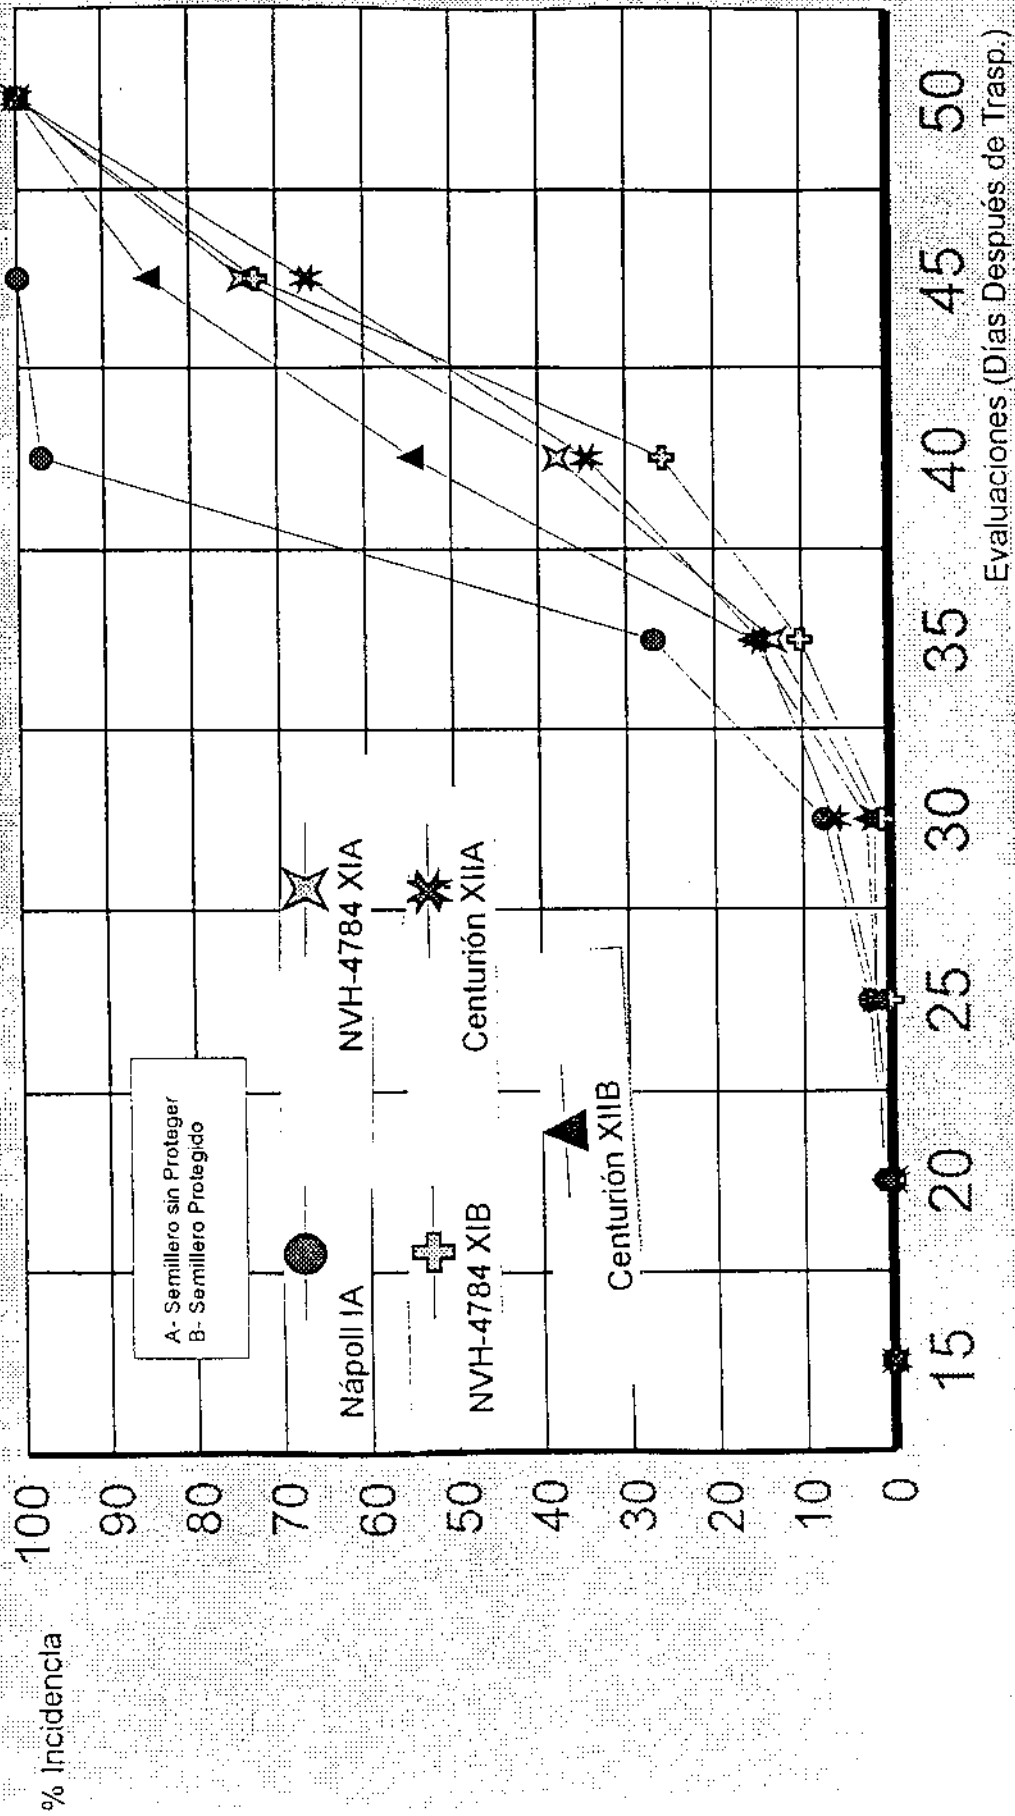 % Incidencia
100
90
80
70
60
50
40
30
20
10
0
A- Semillero sin Proteger
B- Semillero Protegido
Nápoli IA
NVH-4784 XIA
NVH-4784 XIB
Centurión XIIA
Centurión XIIB
15
20
25
30
35
40
45
50
Evaluaciones (Días Después de Trasp.)